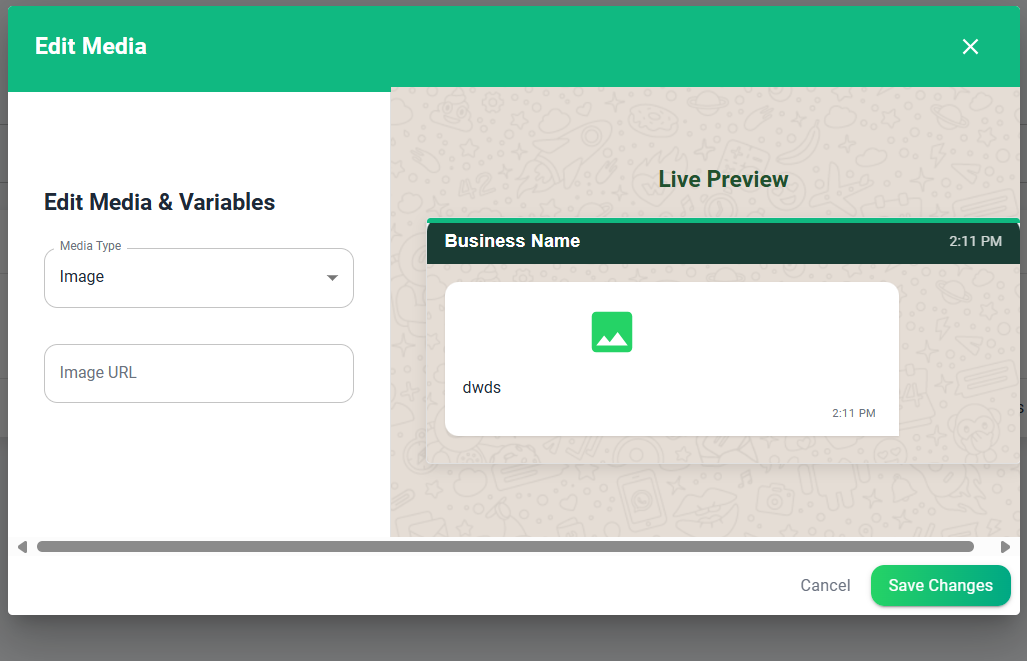 Edit Media
Edit Media & Variables
Media Type
Image
Image URL
Live Preview
Business Name
2:11 PM
dwds
2:11 PM
Cancel
Save Changes